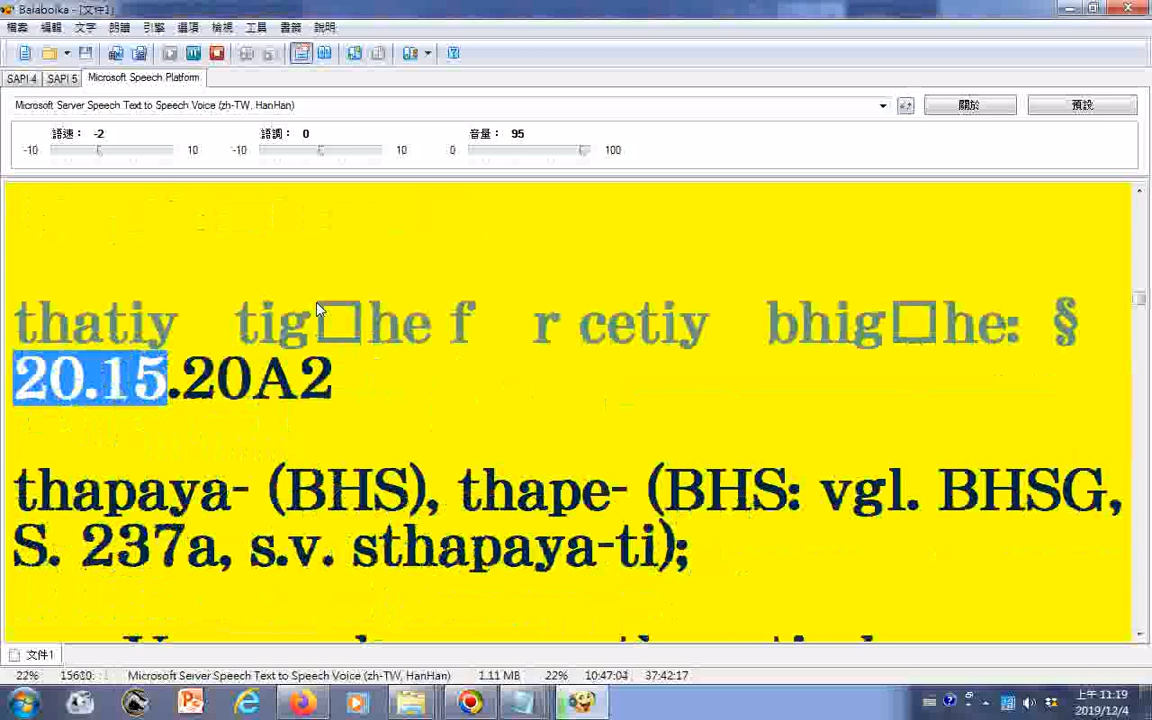 Balabolka - [文件1]
檔案 編輯 文字 朗讀 引擎 選項 檢視 工具 書籤 說明
SAPI 4 SAPI 5 Microsoft Speech Platform
Microsoft Server Speech Text to Speech Voice (zh-TW, HanHan) 關於 預設
語速： -2 語調： 0 音量： 95
-10 10 -10 10 0 100
thatiy tig□he f r cetiy bhig□he: §
20.15.20A2
thapaya- (BHS), thape- (BHS: vgl. BHSG,
S. 237a, s.v. sthapaya-ti);
文件1
22% Microsoft Server Speech Text to Speech Voice (zh-TW, HanHan) 1.11 MB 22% 10:47:04 37:42:17
上午 11:19
2019/12/4